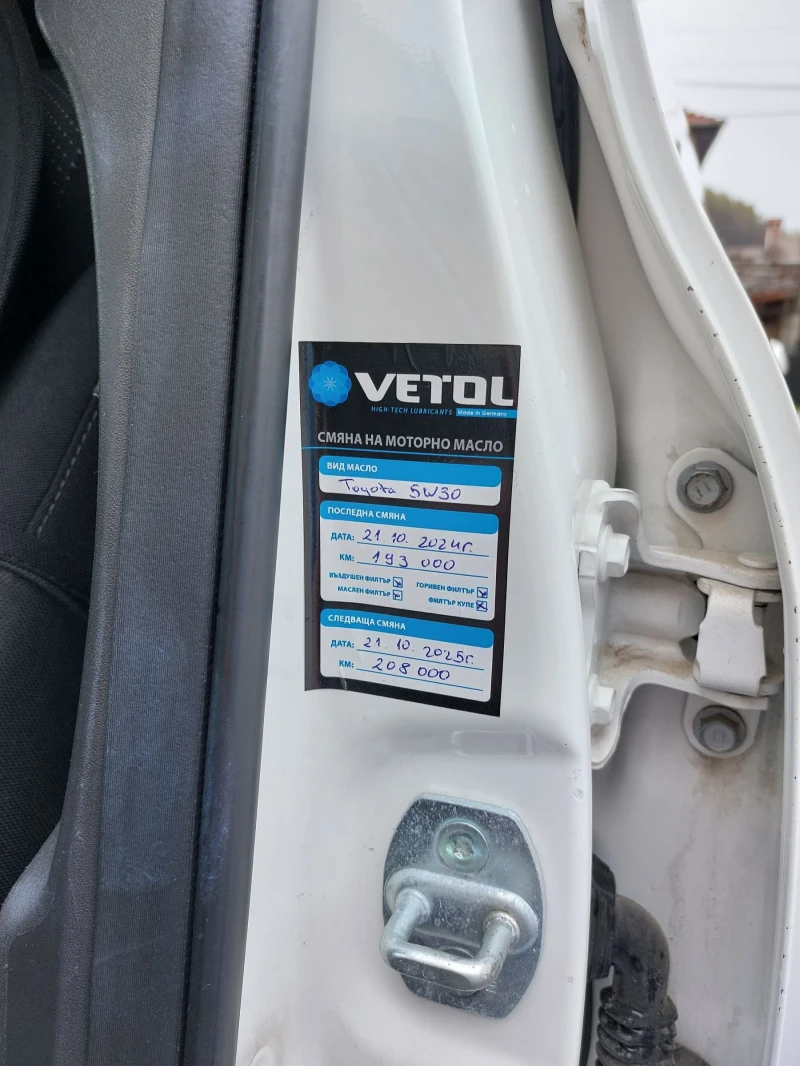 VETOL
HIGH-TECH LUBRICANTS Made in Germany
СМЯНА НА МОТОРНО МАСЛО
ВИД МАСЛО
Toyota 5W30
ПОСЛЕДНА СМЯНА
ДАТА: 21.10.2024г.
КМ: 193 000
ВЪЗДУШЕН ФИЛТЪР ГОРИВЕН ФИЛТЪР
МАСЛЕН ФИЛТЪР ФИЛТЪР КУПЕ
СЛЕДВАЩА СМЯНА
ДАТА: 21.10.2025г.
КМ: 208 000